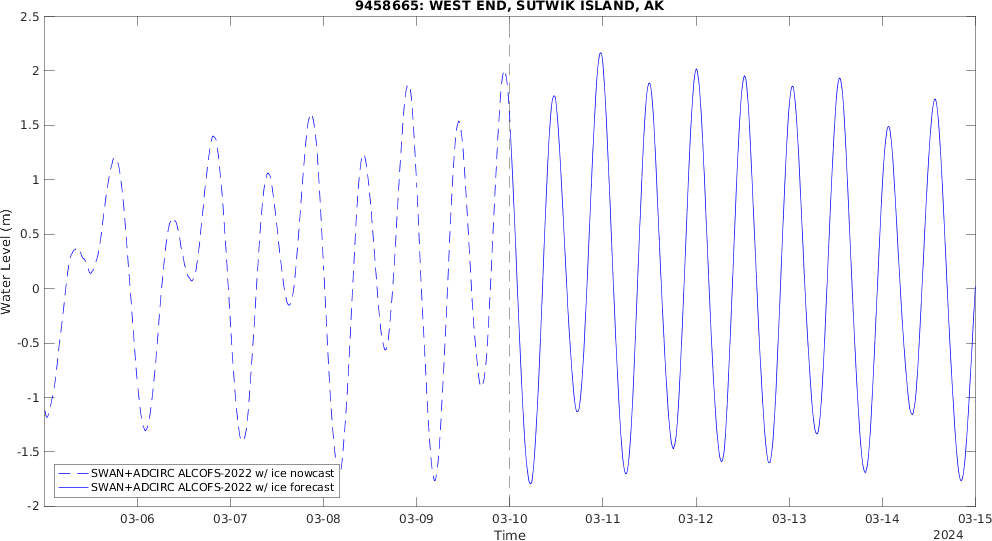 9458665: WEST END, SUTWIK ISLAND, AK
2.5
2
1.5
1
0.5
0
-0.5
-1
-1.5
-2
Water Level (m)
SWAN+ADCIRC ALCOFS-2022 w/ ice nowcast
SWAN+ADCIRC ALCOFS-2022 w/ ice forecast
03-06 03-07 03-08 03-09 03-10 03-11 03-12 03-13 03-14 03-15
Time
2024